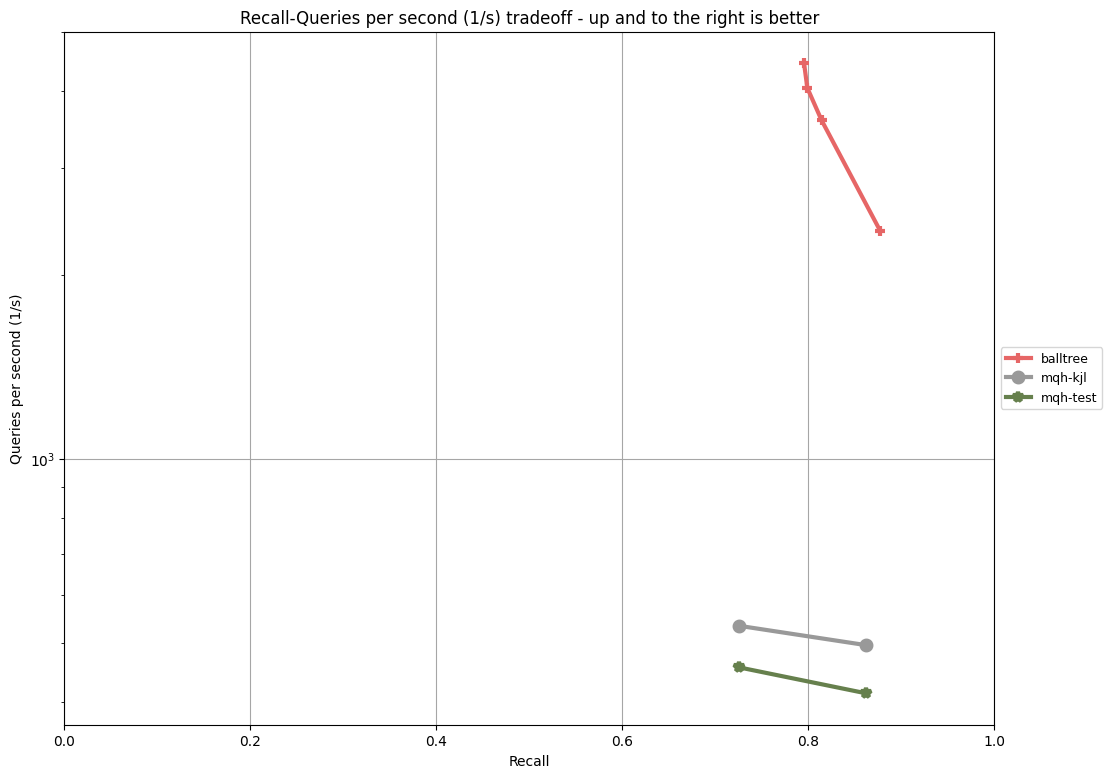 Recall-Queries per second (1/s) tradeoff - up and to the right is better
Queries per second (1/s)
10³
balltree
mqh-kjl
mqh-test
0.0 0.2 0.4 0.6 0.8 1.0
Recall